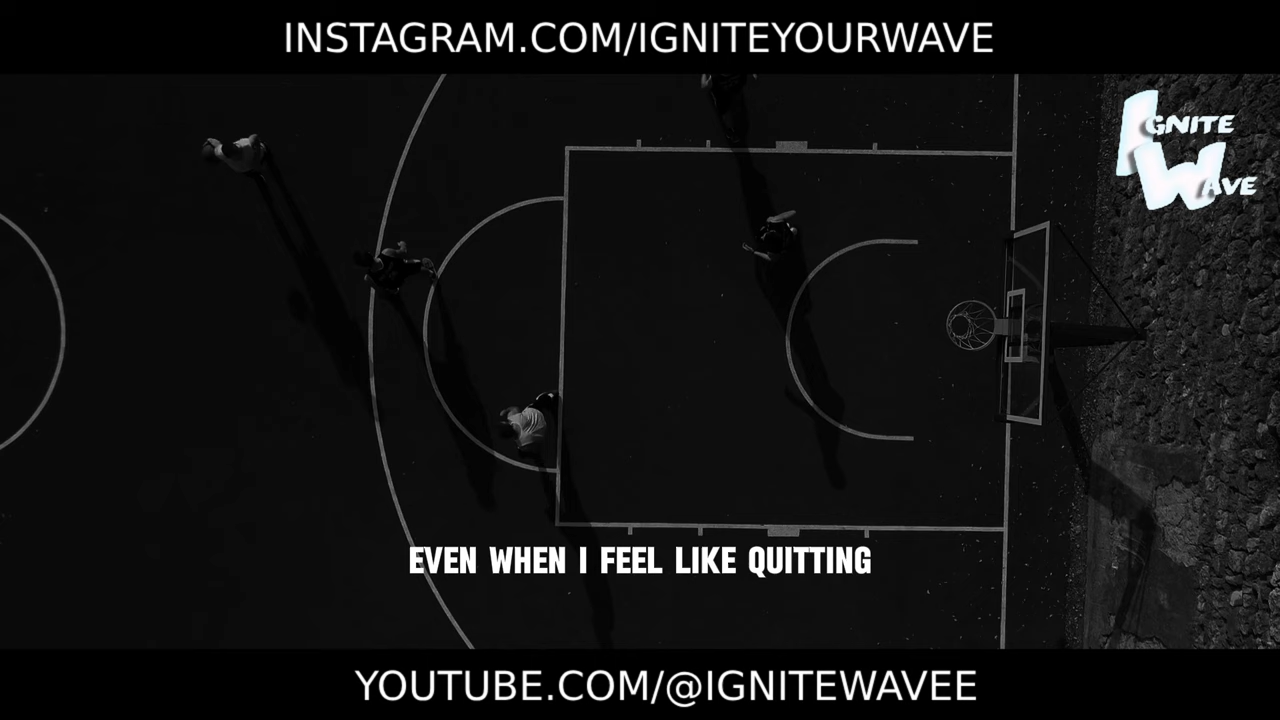 INSTAGRAM.COM/IGNITEYOURWAVE
IGNITE
WAVE
EVEN WHEN I FEEL LIKE QUITTING
YOUTUBE.COM/@IGNITEWAVEE